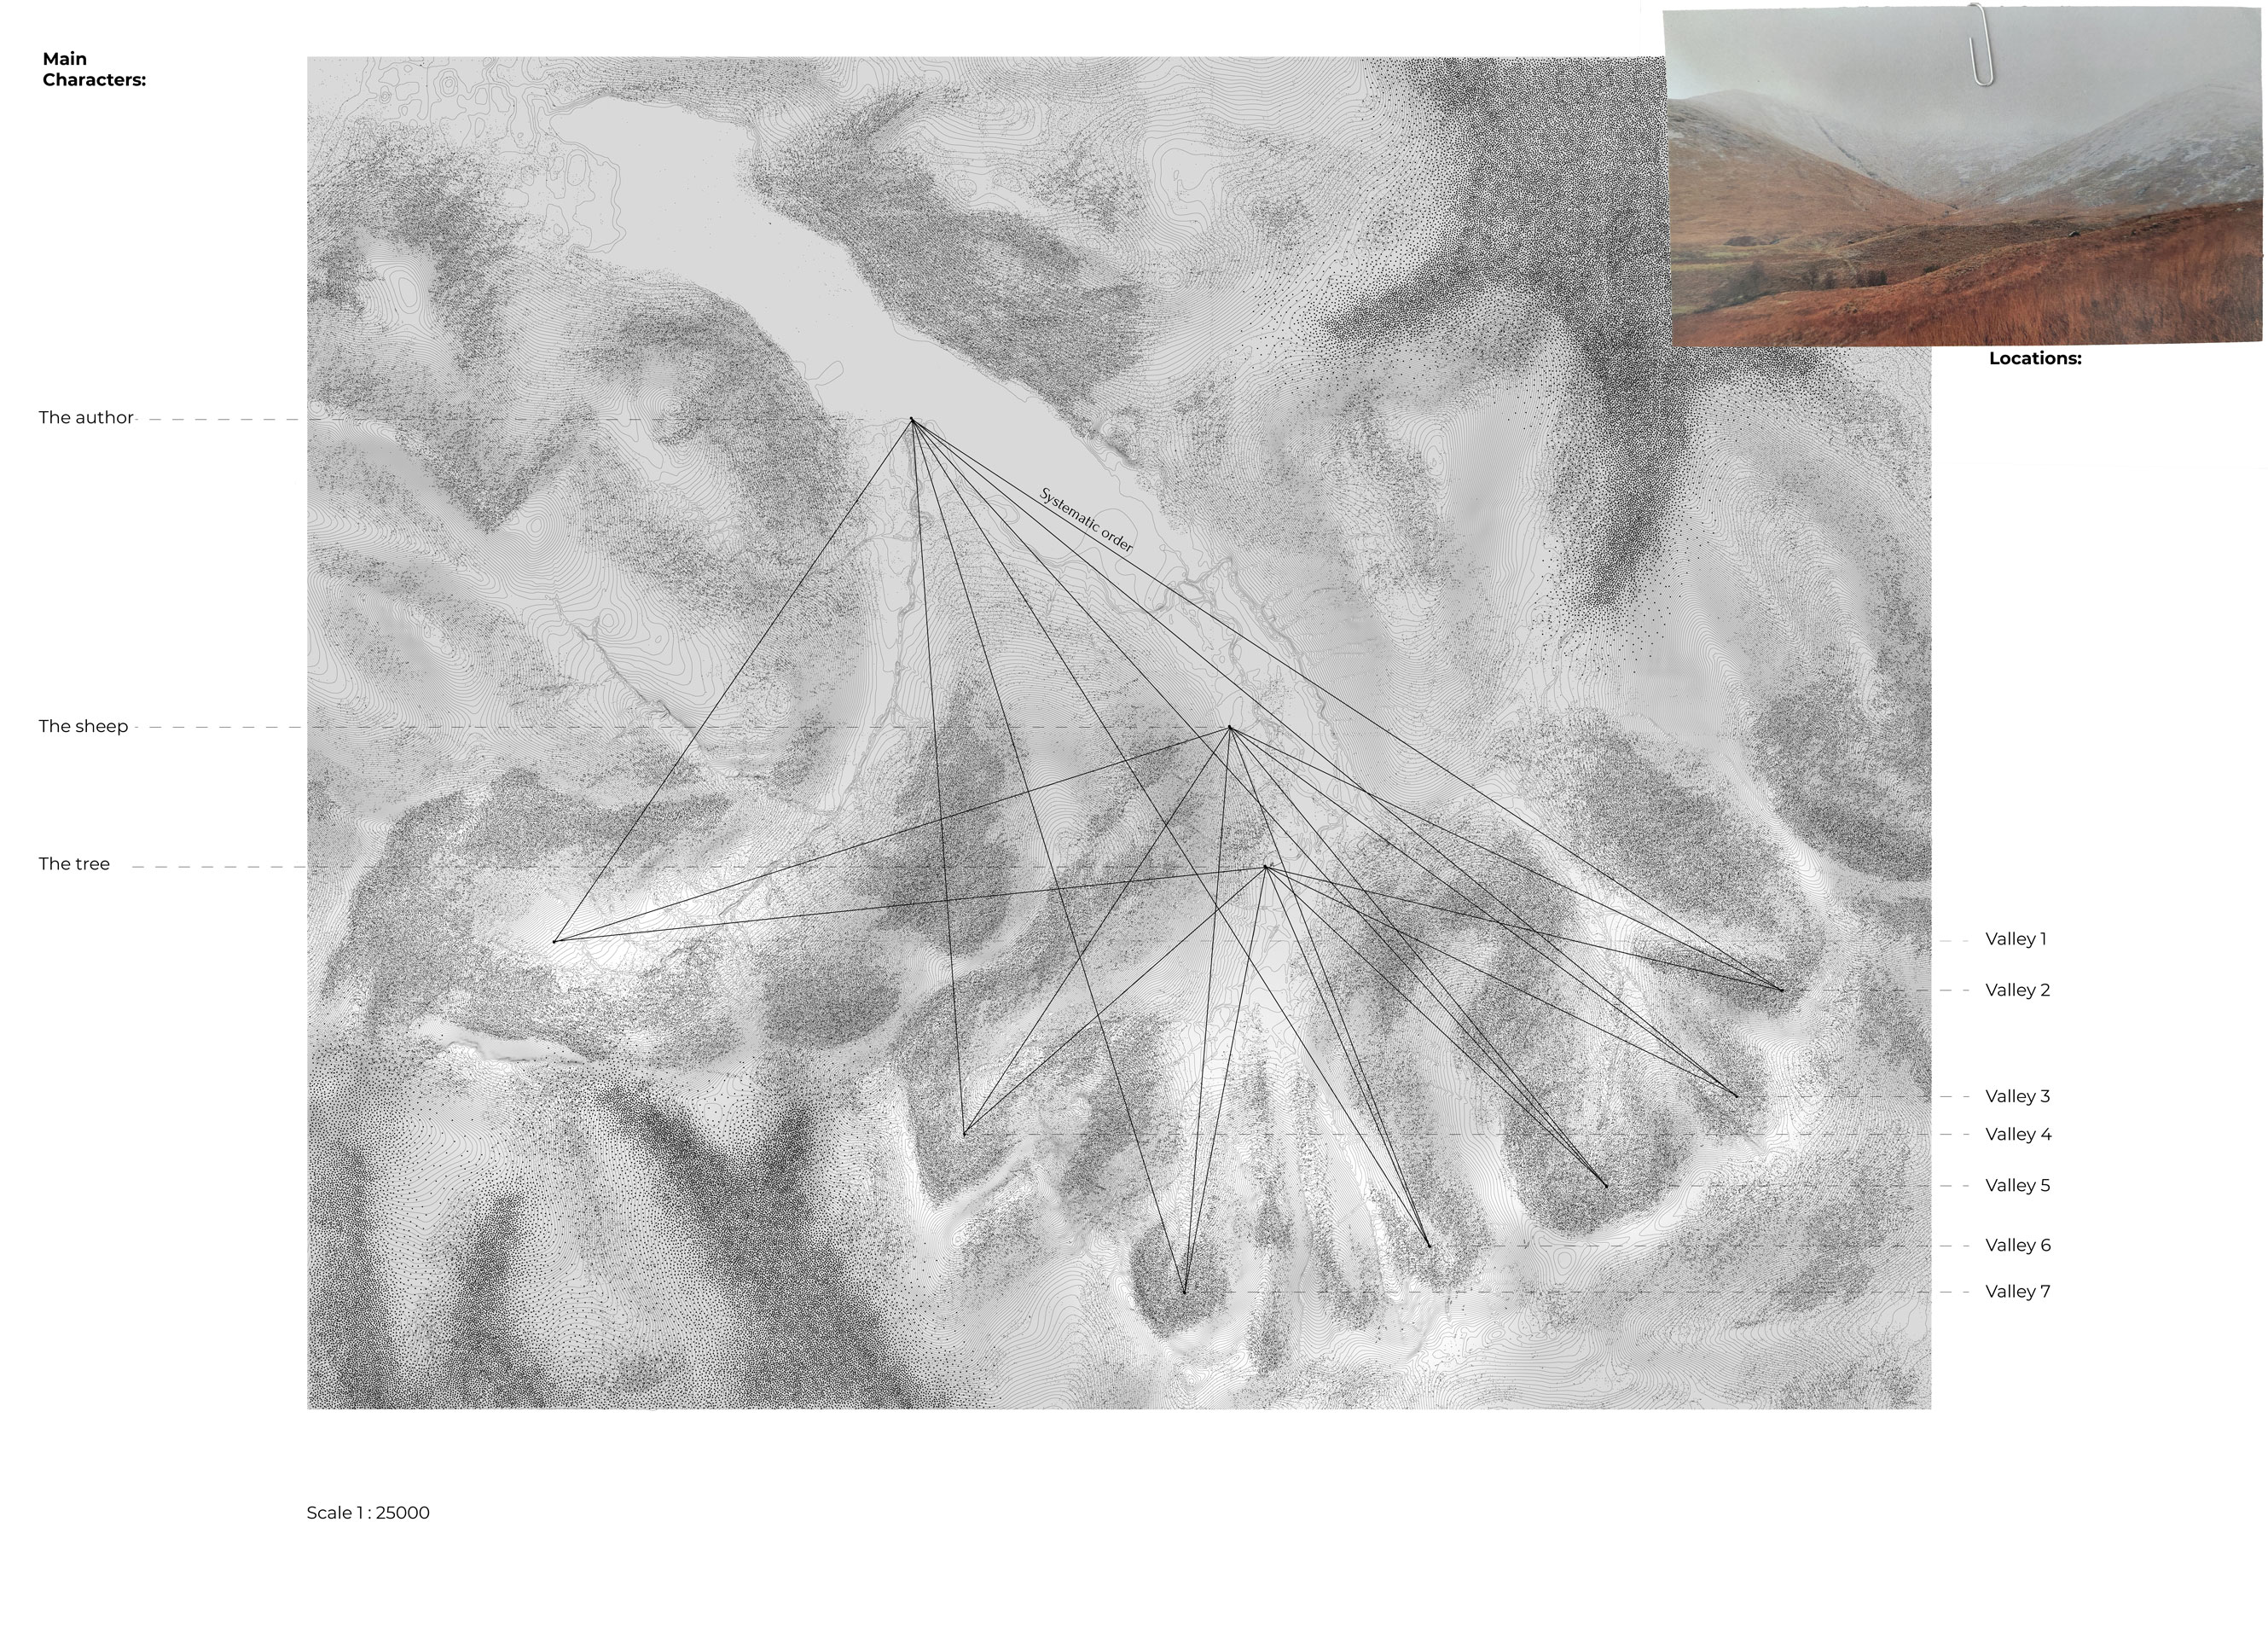 Main
Characters:
Locations:
The author
Systematic order
The sheep
The tree
Valley 1
Valley 2
Valley 3
Valley 4
Valley 5
Valley 6
Valley 7
Scale 1 : 25000